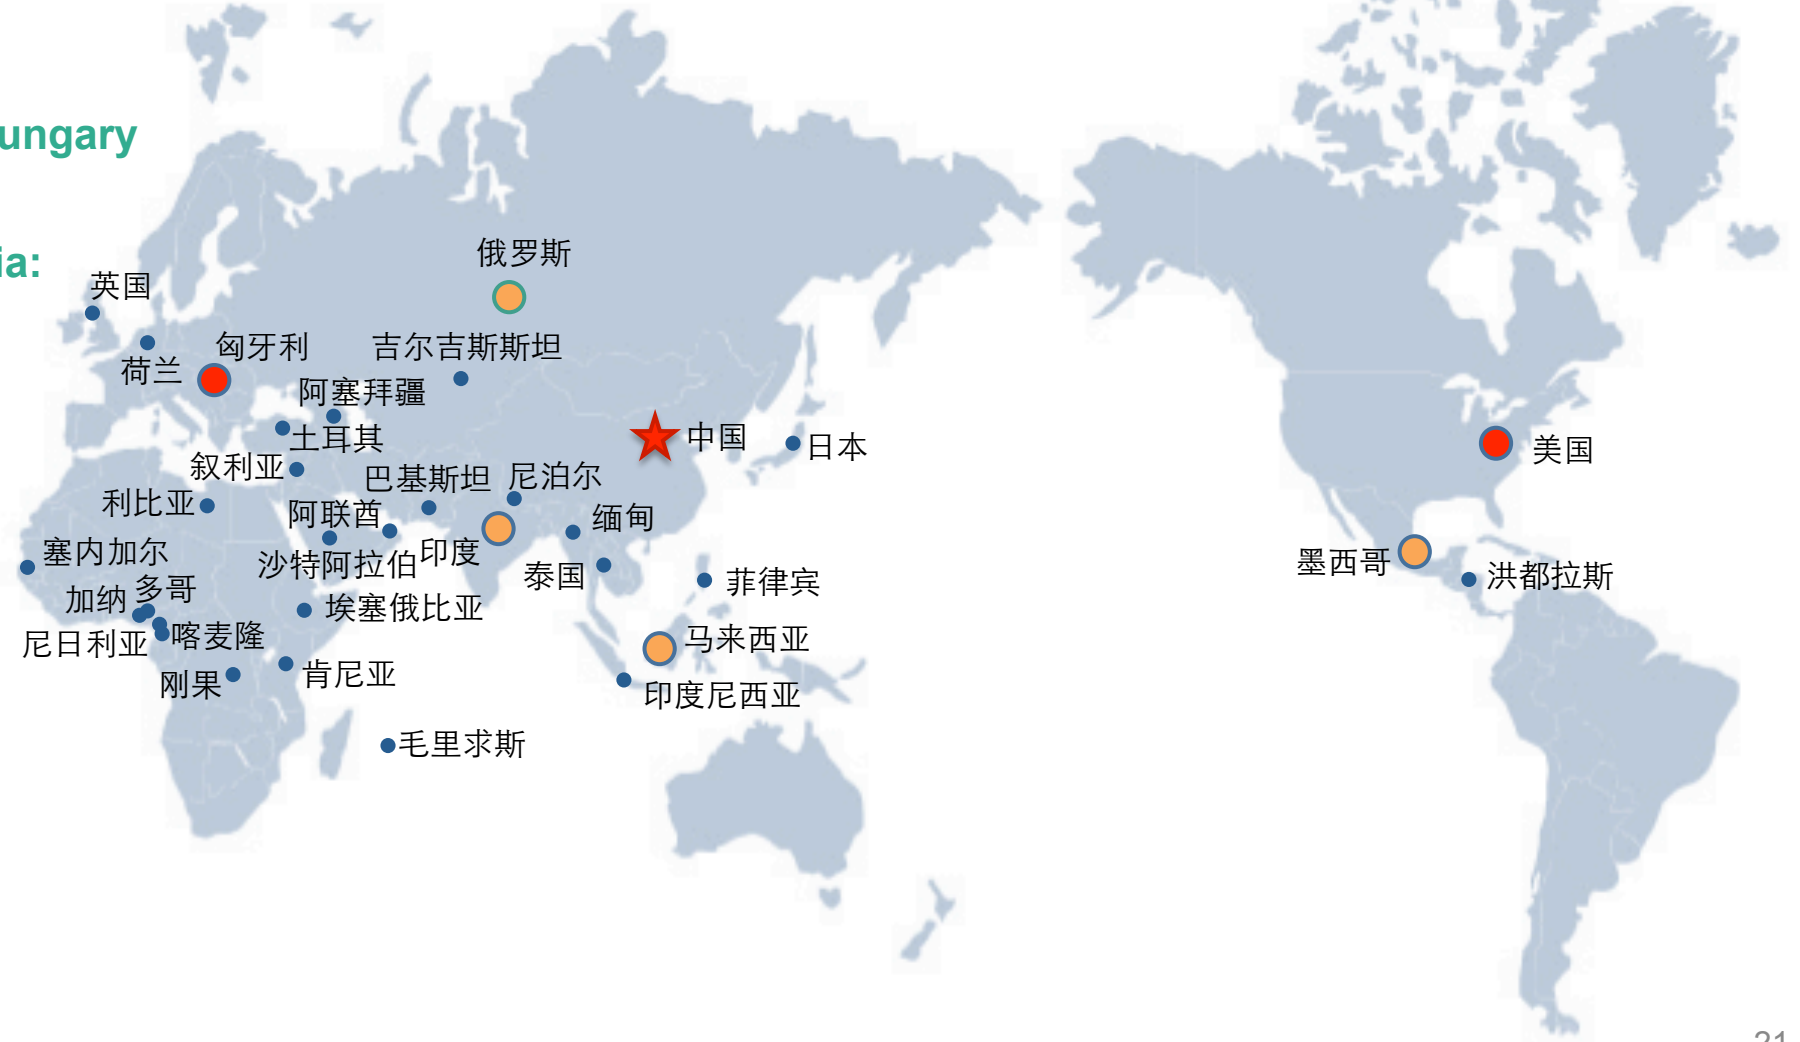 ungary
俄罗斯
ia:
英国
匈牙利
吉尔吉斯斯坦
荷兰
阿塞拜疆
土耳其
中国
日本
美国
叙利亚
巴基斯坦
尼泊尔
利比亚
阿联酋
缅甸
塞内加尔
沙特阿拉伯
印度
泰国
墨西哥
洪都拉斯
加纳
多哥
埃塞俄比亚
菲律宾
尼日利亚
喀麦隆
马来西亚
刚果
肯尼亚
印度尼西亚
毛里求斯
21